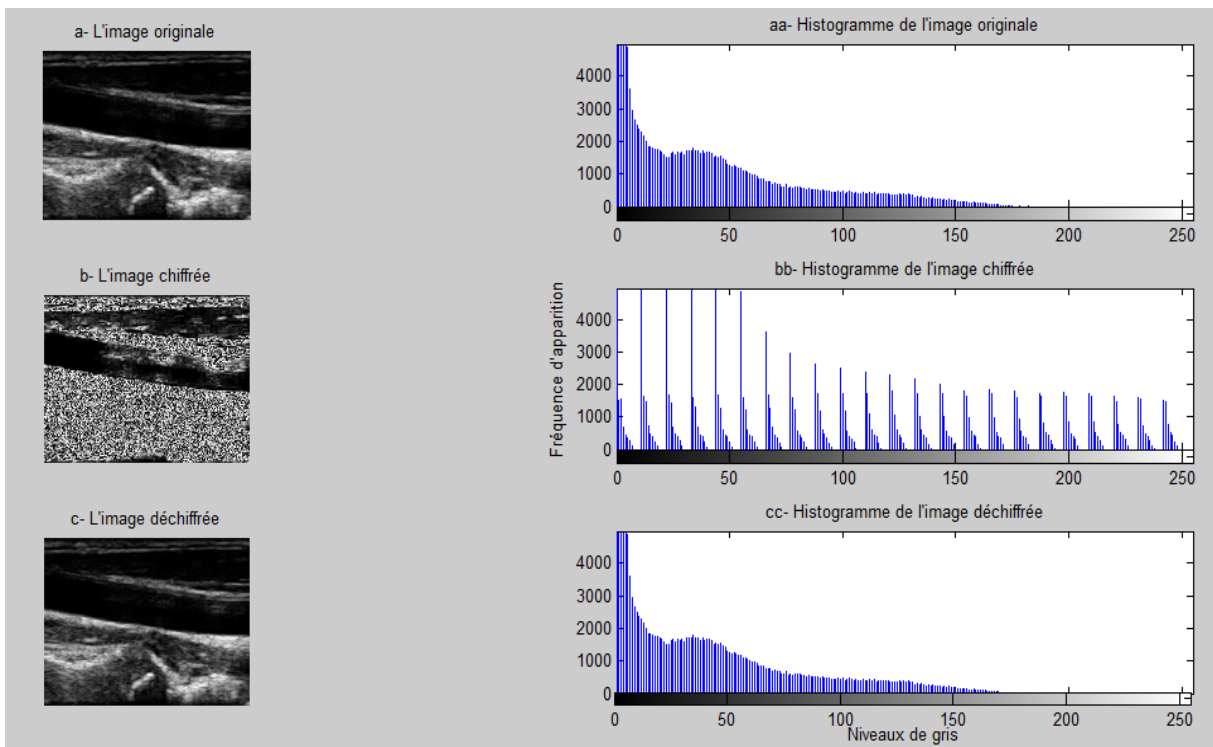 a- L'image originale
aa- Histogramme de l'image originale
4000
3000
2000
1000
0
0 50 100 150 200 250
b- L'image chiffrée
bb- Histogramme de l'image chiffrée
Fréquence d'apparition
4000
3000
2000
1000
0
0 50 100 150 200 250
c- L'image déchiffrée
cc- Histogramme de l'image déchiffrée
4000
3000
2000
1000
0
0 50 100 150 200 250
Niveaux de gris